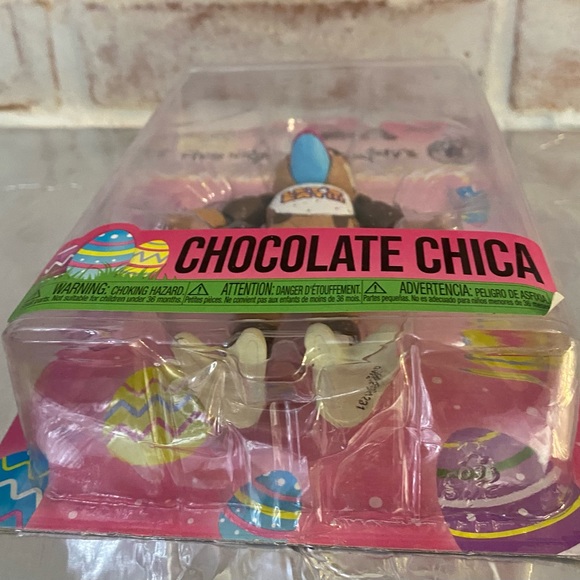 CHOCOLATE CHICA
WARNING: CHOKING HAZARD. ATTENTION: DANGER D'ÉTOUFFEMENT. ADVERTENCIA: PELIGRO DE ASFIXIA
Not suitable for children under 36 months. Petites pièces. Ne convient pas aux enfants de moins de 36 mois. Partes pequeñas. No es adecuado para niños menores de 36